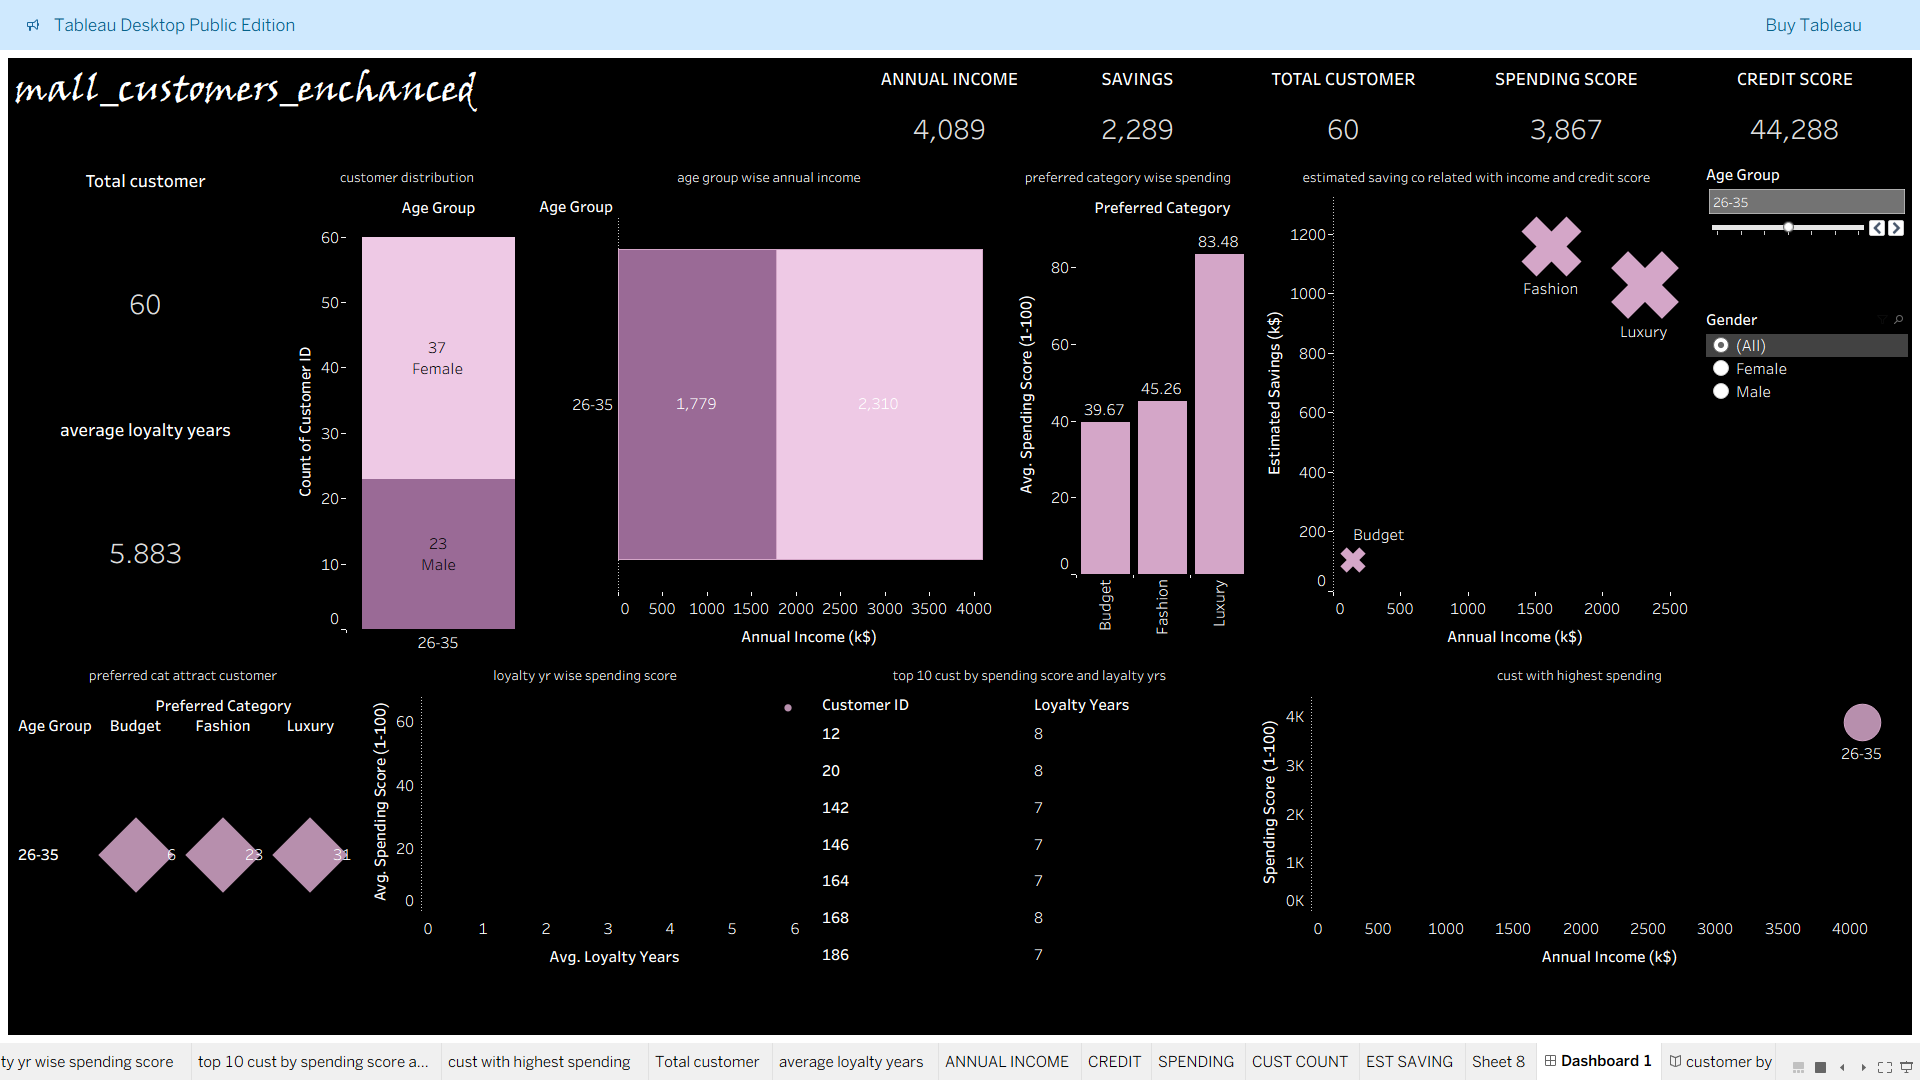 Tableau Desktop Public Edition
Buy Tableau
mall_customers_enchanced
ANNUAL INCOME
4,089
SAVINGS
2,289
TOTAL CUSTOMER
60
SPENDING SCORE
3,867
CREDIT SCORE
44,288
Total customer
60
average loyalty years
5.883
customer distribution
Age Group
Count of Customer ID
60
50
40
30
20
10
0
37
Female
23
Male
26-35
age group wise annual income
Age Group
26-35
1,779
2,310
0 500 1000 1500 2000 2500 3000 3500 4000
Annual Income (k$)
preferred category wise spending
Preferred Category
Avg. Spending Score (1-100)
80
60
40
20
0
39.67
45.26
83.48
Budget
Fashion
Luxury
estimated saving co related with income and credit score
Estimated Savings (k$)
1200
1000
800
600
400
200
0
Fashion
Luxury
Budget
0 500 1000 1500 2000 2500
Annual Income (k$)
Age Group
26-35
Gender
(All)
Female
Male
preferred cat attract customer
Preferred Category
Age Group Budget Fashion Luxury
26-35 6 23 31
loyalty yr wise spending score
Avg. Spending Score (1-100)
60
40
20
0
0 1 2 3 4 5 6
Avg. Loyalty Years
top 10 cust by spending score and layalty yrs
Customer ID Loyalty Years
12 8
20 8
142 7
146 7
164 7
168 8
186 7
cust with highest spending
Spending Score (1-100)
4K
3K
2K
1K
0K
26-35
0 500 1000 1500 2000 2500 3000 3500 4000
Annual Income (k$)
ty yr wise spending score
top 10 cust by spending score a...
cust with highest spending
Total customer
average loyalty years
ANNUAL INCOME
CREDIT
SPENDING
CUST COUNT
EST SAVING
Sheet 8
Dashboard 1
customer by